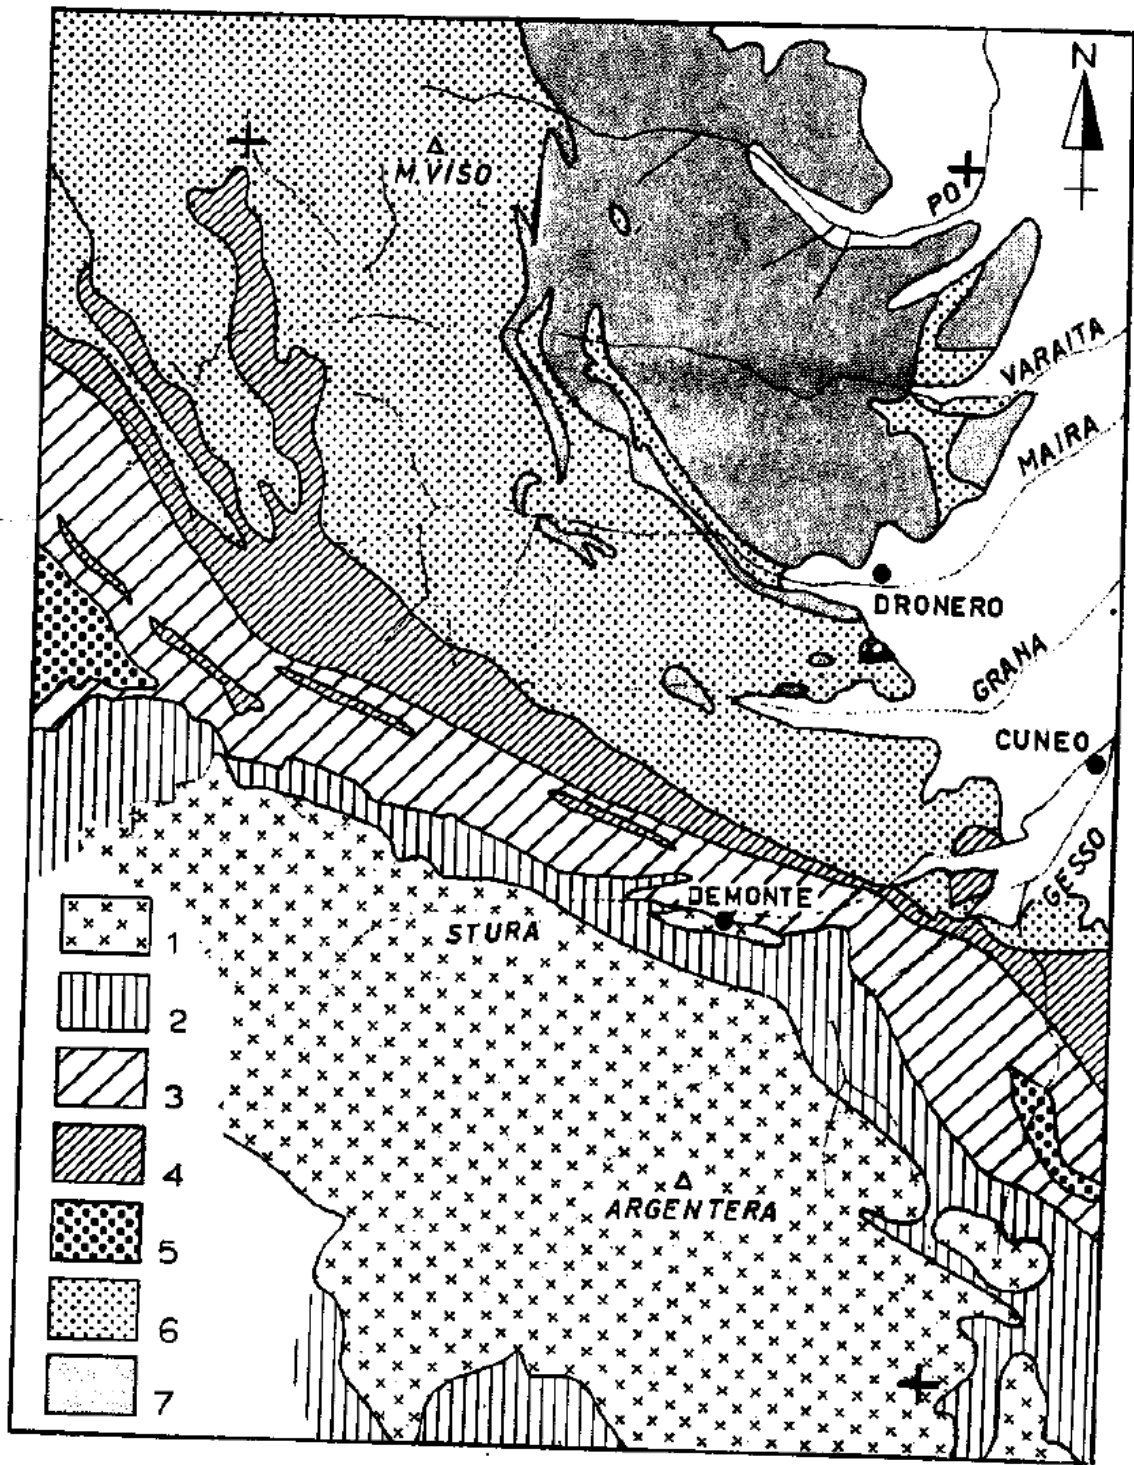 N
M. VISO
PO
VARAITA
MAIRA
DRONERO
GRANA
CUNEO
GESSO
DEMONTE
STURA
ARGENTERA
1
2
3
4
5
6
7